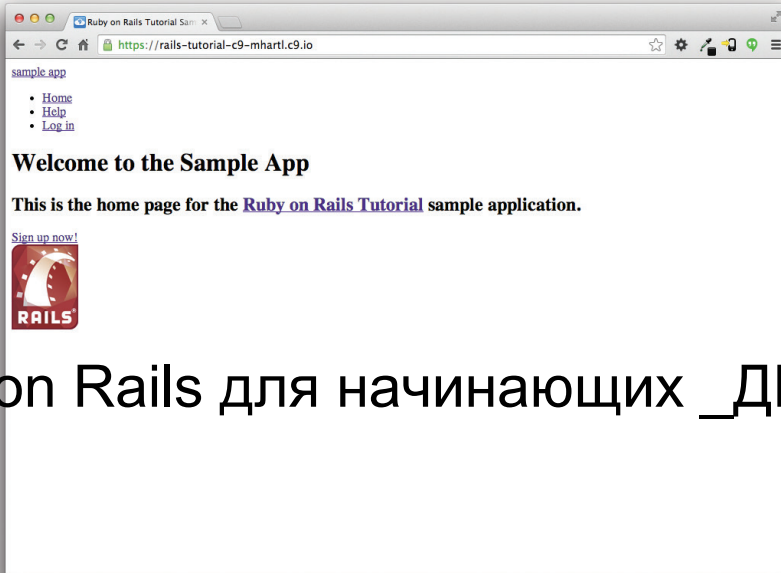 Ruby on Rails Tutorial Sam
https://rails-tutorial-c9-mhartl.c9.io
sample app
Home
Help
Log in
Welcome to the Sample App
This is the home page for the Ruby on Rails Tutorial sample application.
Sign up now!
RAILS
on Rails для начинающих